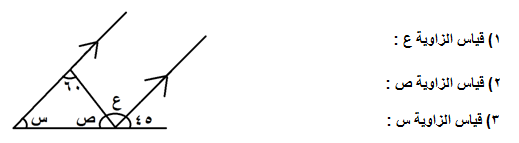 ١) قياس الزاوية ع :
٢) قياس الزاوية ص :
٣) قياس الزاوية س :
٦٠
ع
س
ص
٤٥